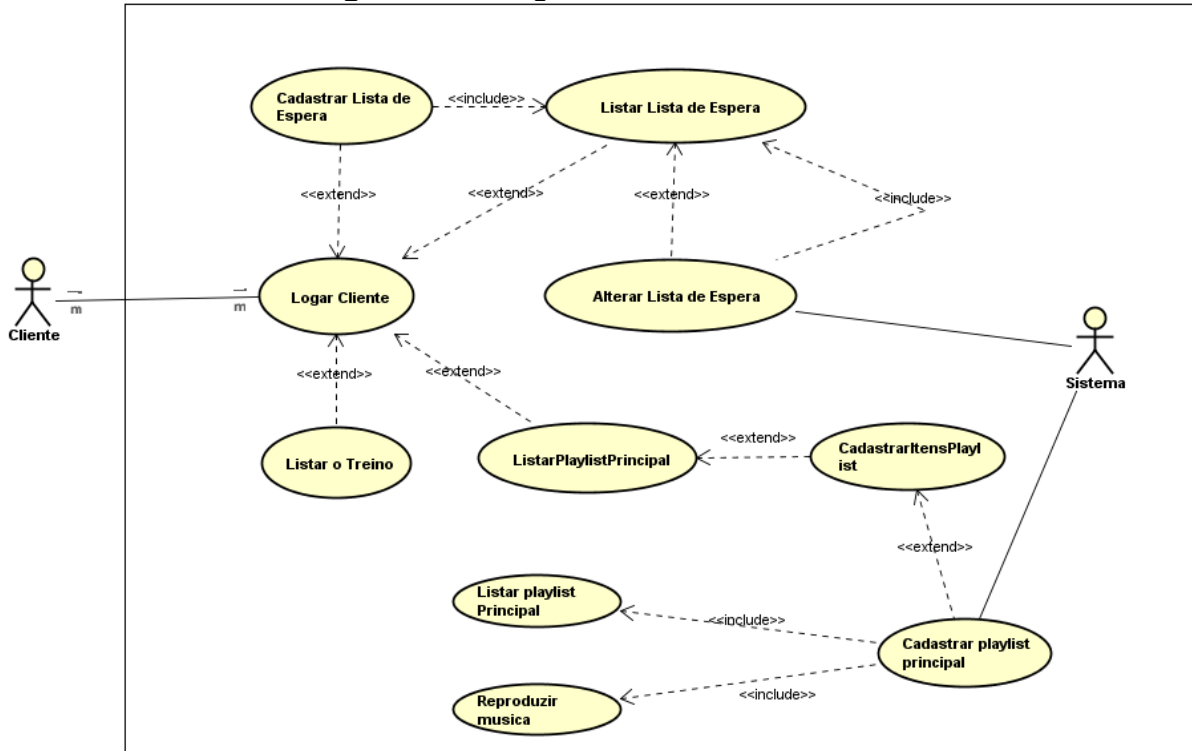 Cadastrar Lista de
Espera
<<include>>
Listar Lista de Espera
<<extend>>
<<extend>>
<<extend>>
<<include>>
Logar Cliente
Alterar Lista de Espera
m
m
Cliente
Sistema
<<extend>>
<<extend>>
Listar o Treino
ListarPlaylistPrincipal
<<extend>>
CadastrarItensPlayl
ist
<<extend>>
Listar playlist
Principal
<<include>>
Cadastrar playlist
principal
Reproduzir
musica
<<include>>